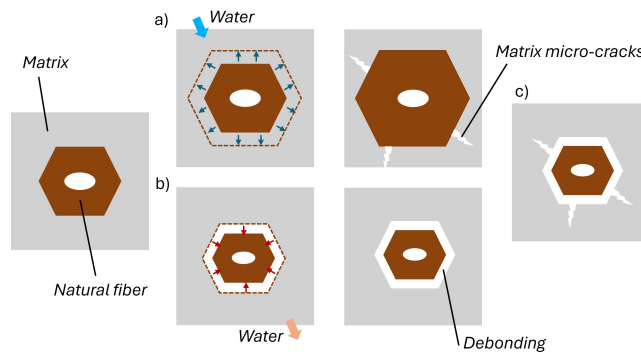 a)
Water
Matrix
Matrix micro-cracks
c)
b)
Natural fiber
Water
Debonding